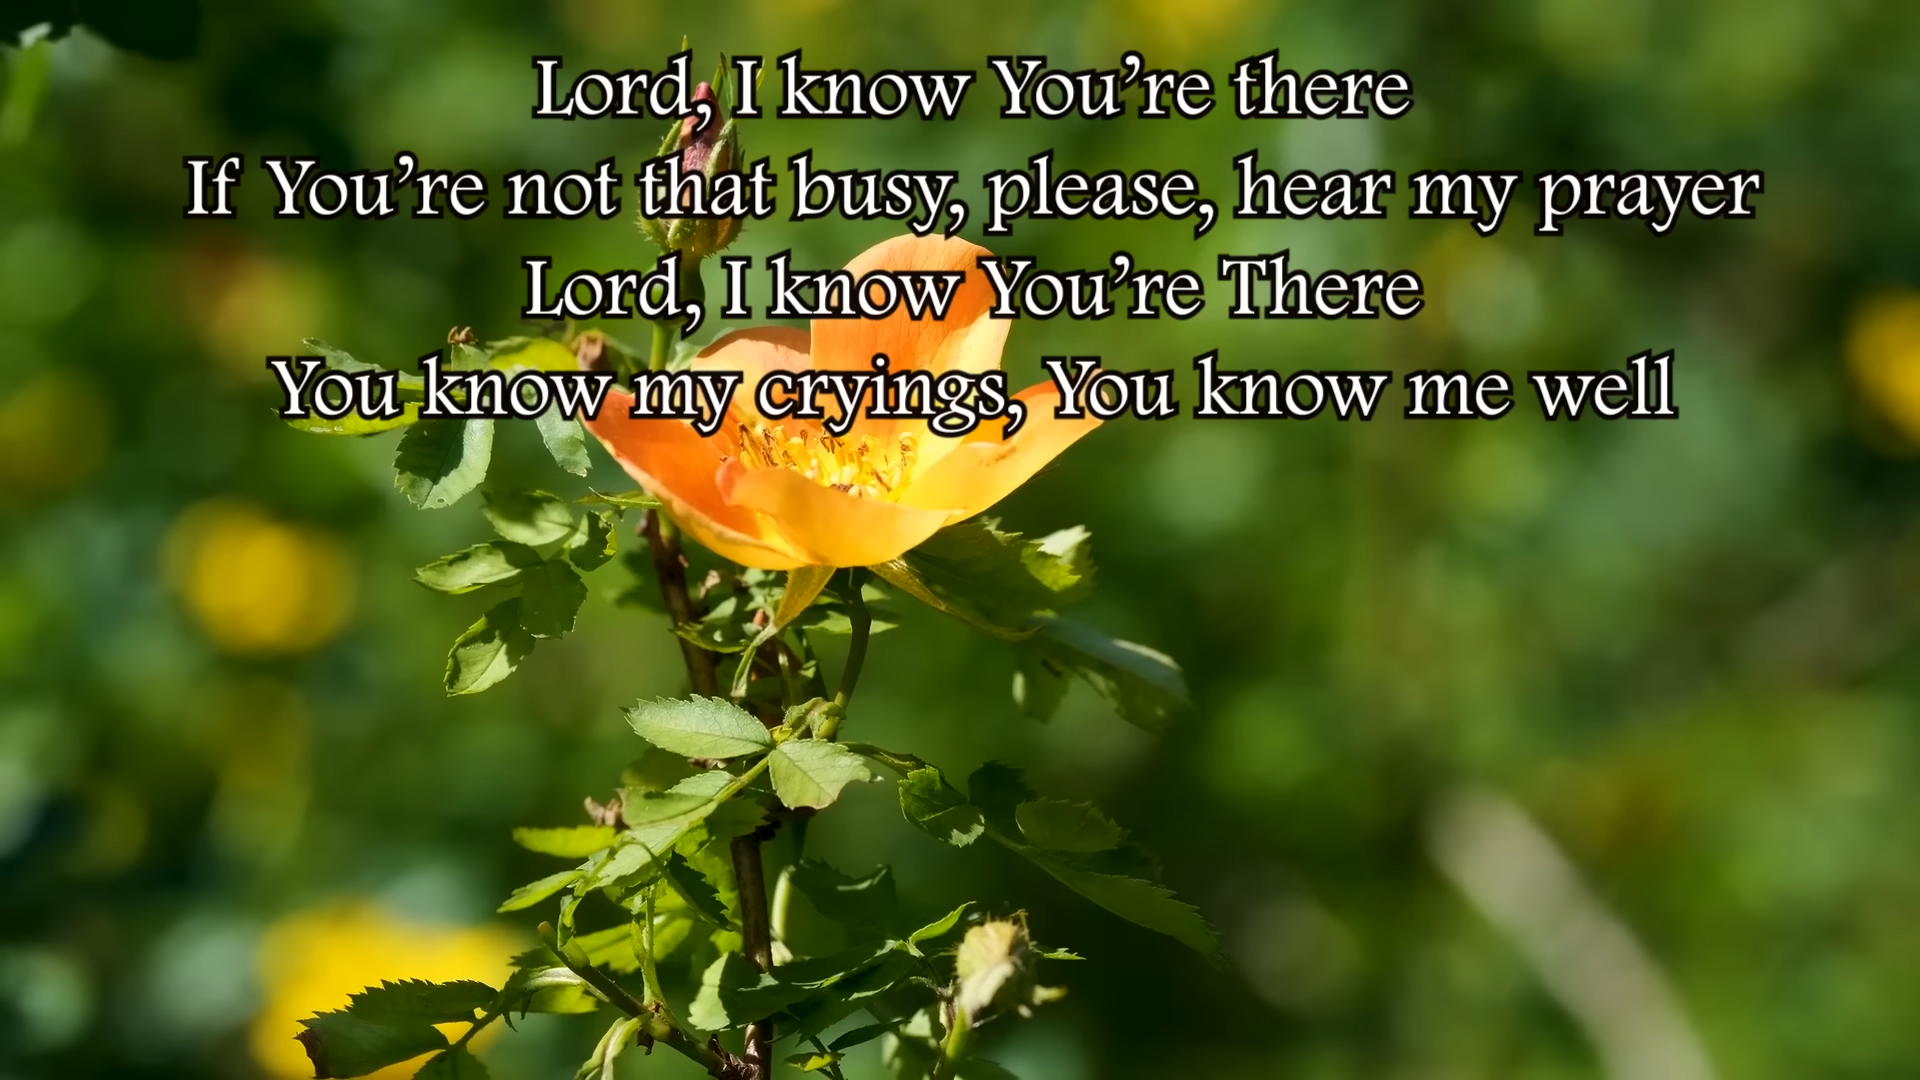 Lord, I know You’re there
If You’re not that busy, please, hear my prayer
Lord, I know You’re There
You know my cryings, You know me well